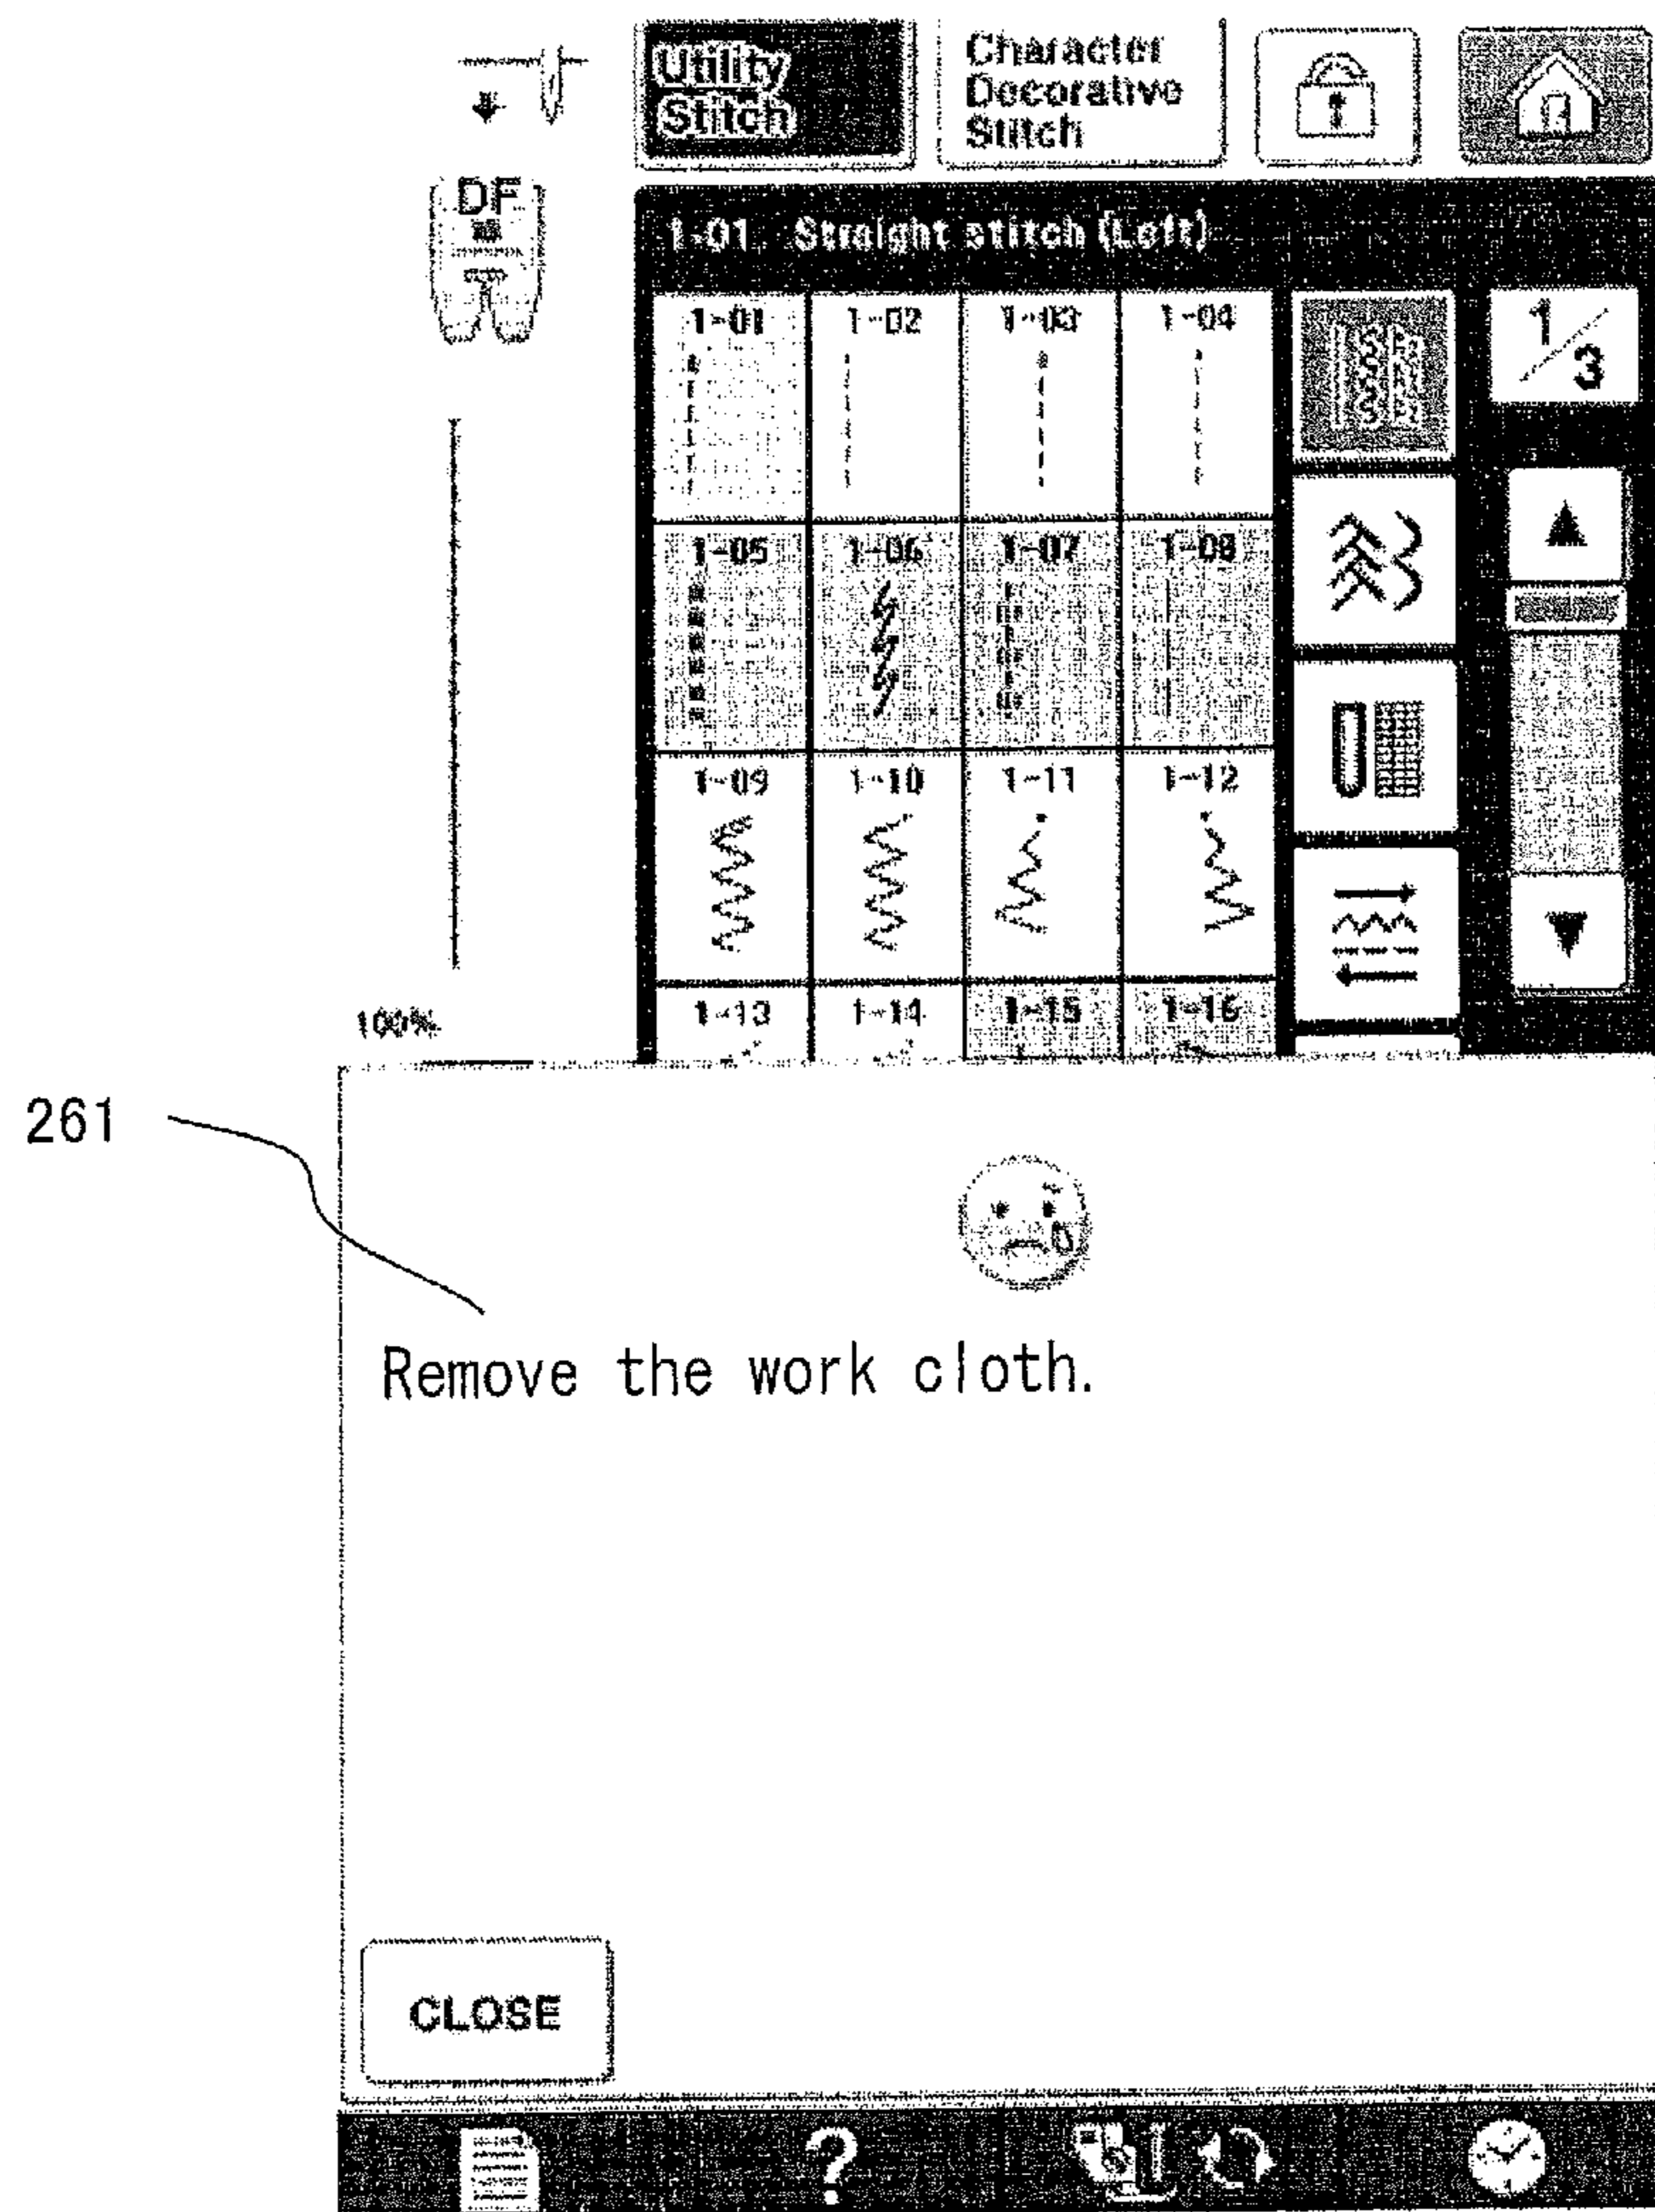 Utility
Stitch
Character
Decorative
Stitch
DF
1-01 Straight stitch (Left)
1-01 1-02 1-03 1-04
1/3
1-05 1-06 1-07 1-08
1-09 1-10 1-11 1-12
1-13 1-14 1-15 1-16
100%
261
Remove the work cloth.
CLOSE
?